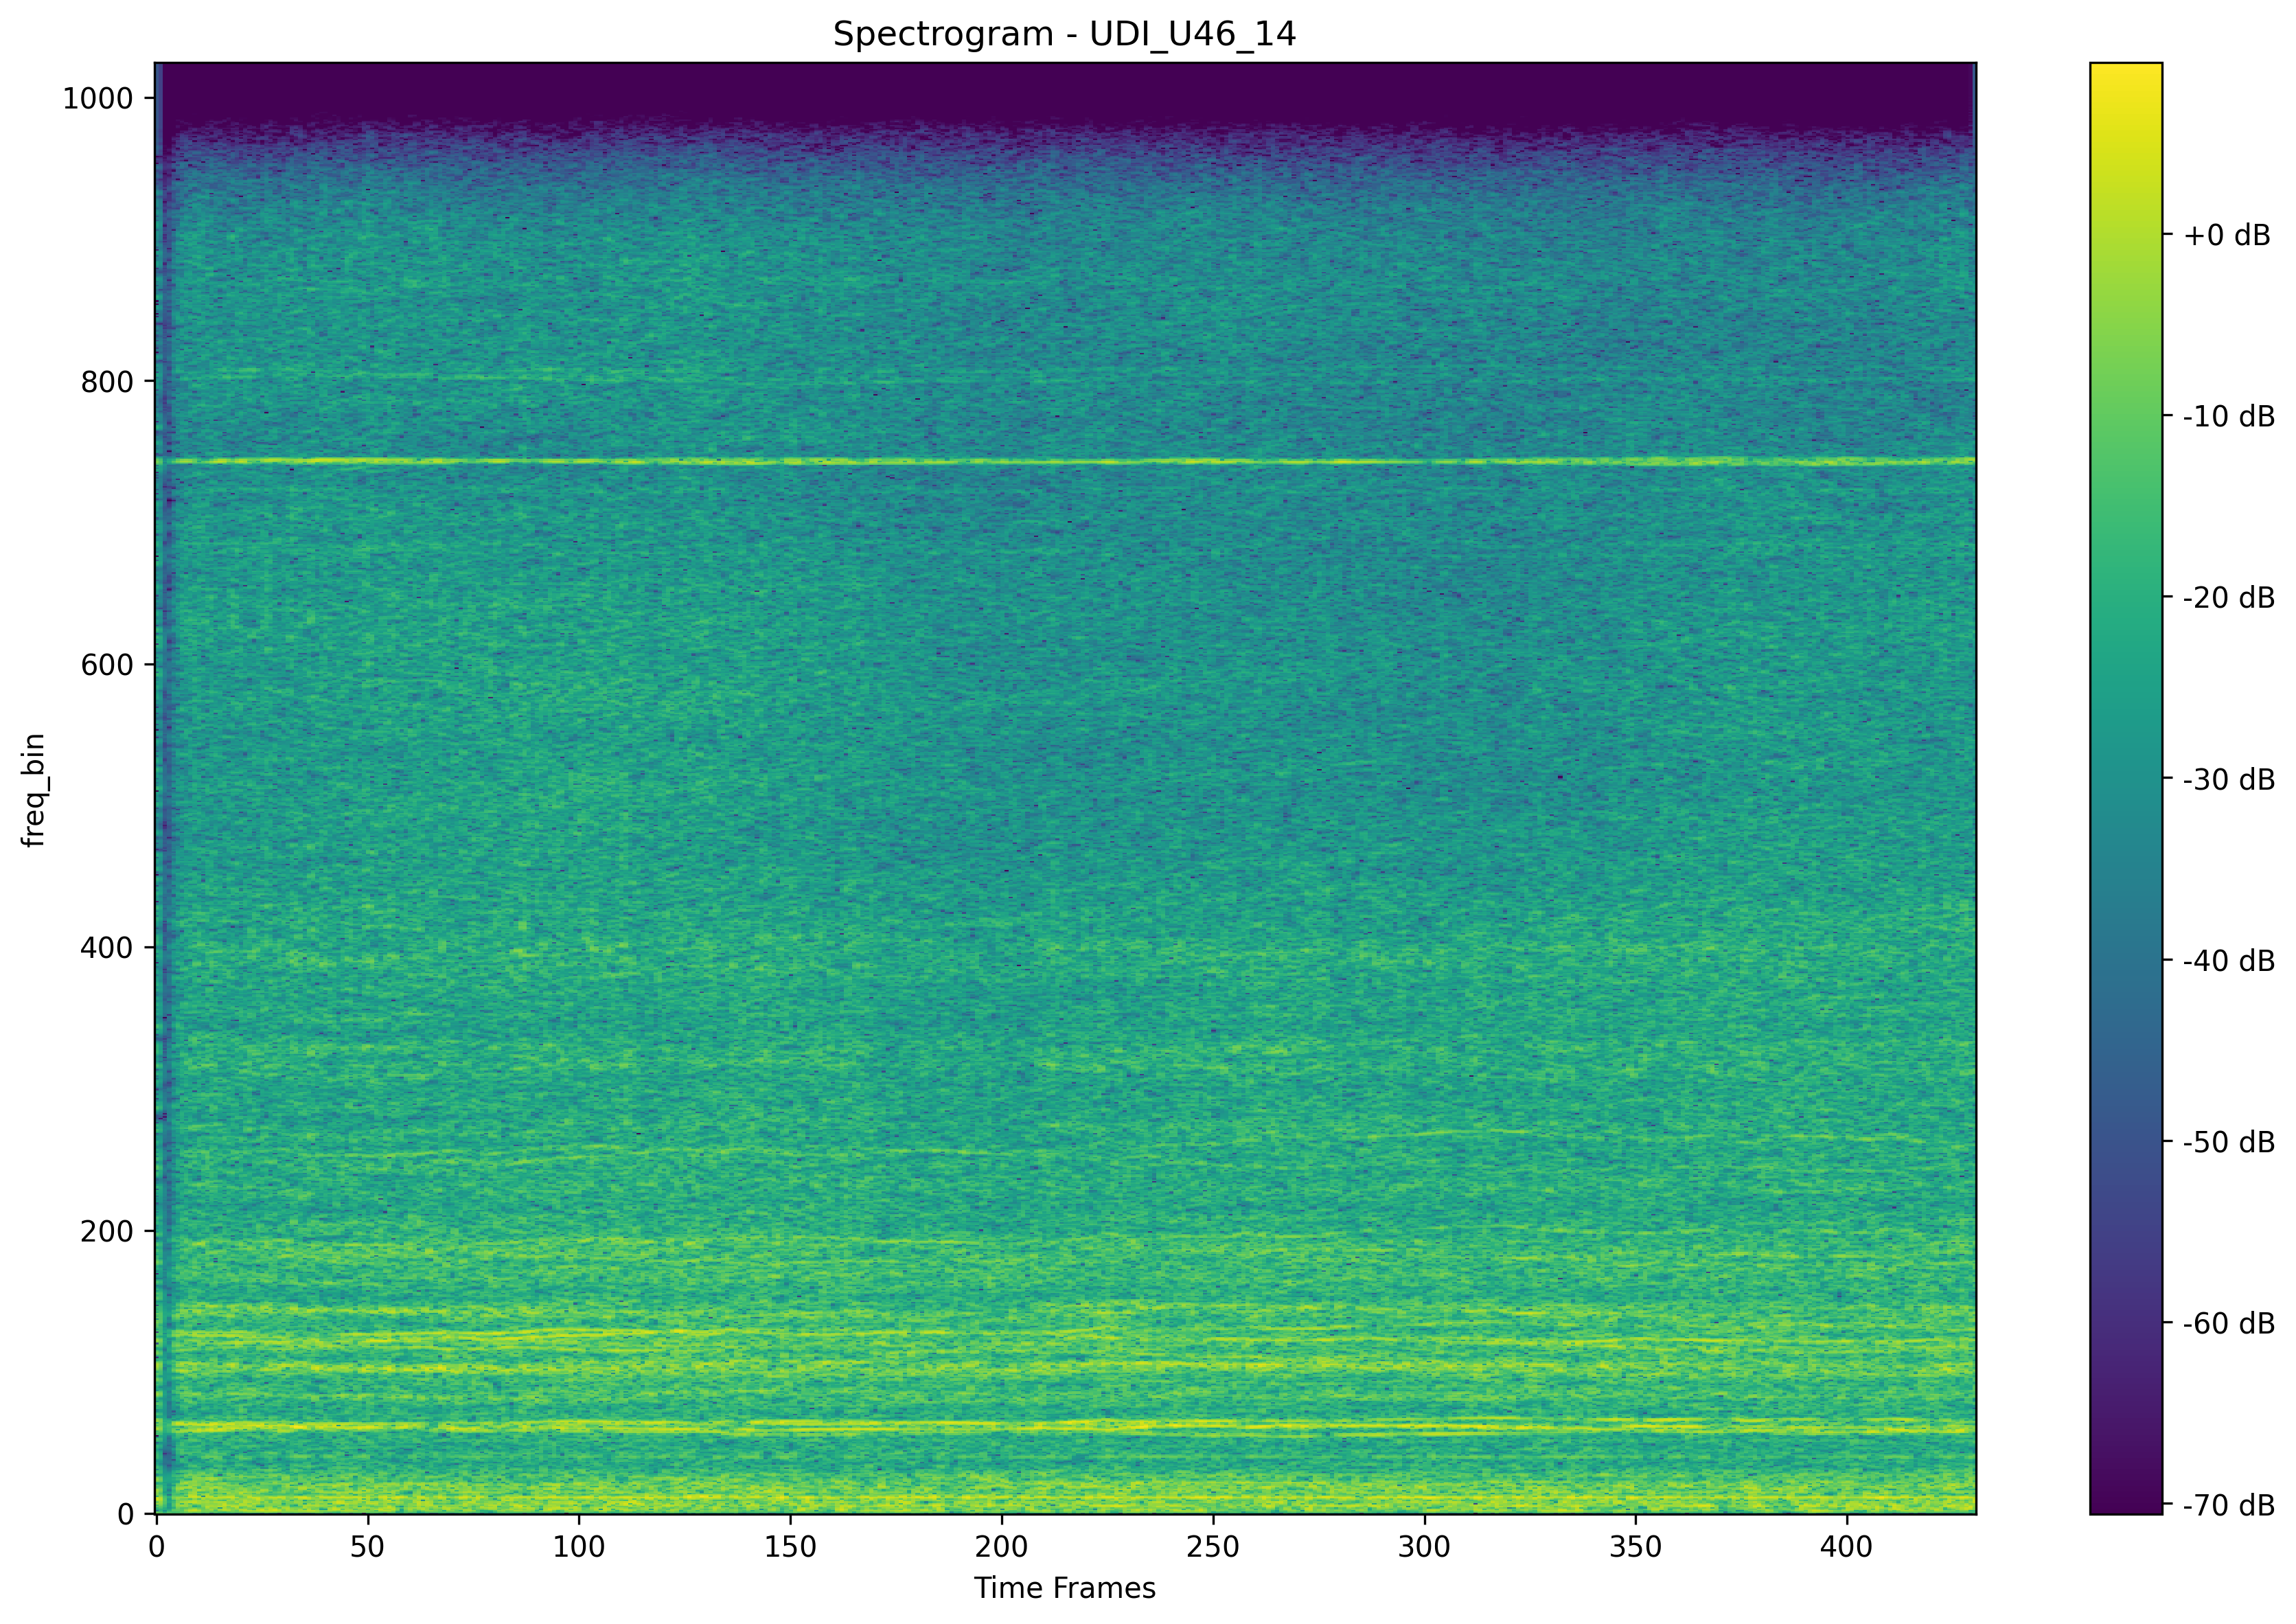 Spectrogram - UDI_U46_14
freq_bin
1000
800
600
400
200
0
0 50 100 150 200 250 300 350 400
Time Frames
+0 dB
-10 dB
-20 dB
-30 dB
-40 dB
-50 dB
-60 dB
-70 dB